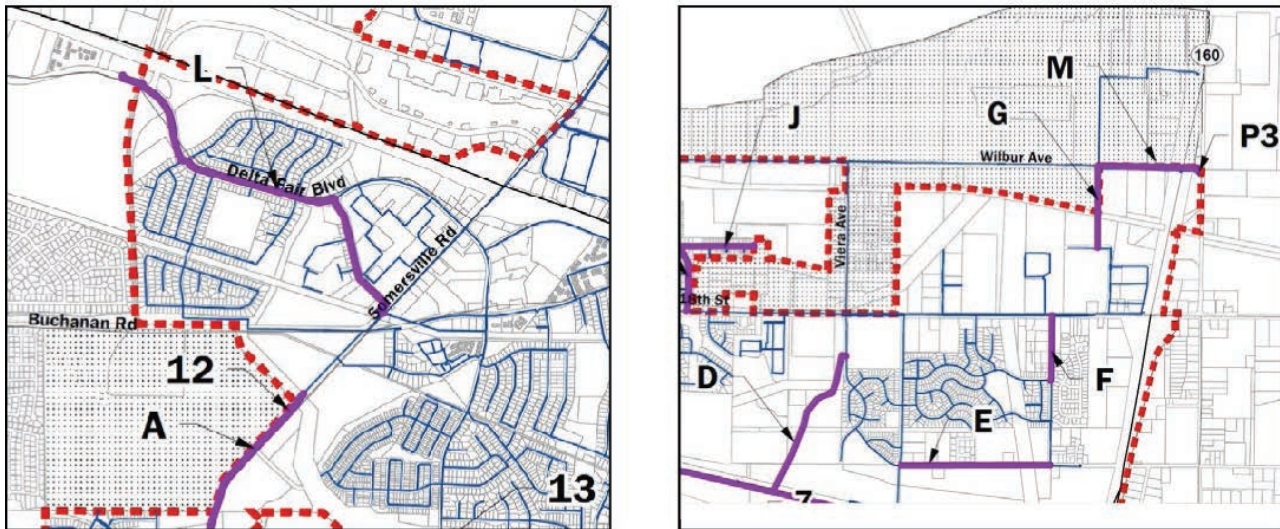 L
Delta Fair Blvd
Somersville Rd
Buchanan Rd
12
A
13
160
M
J
G
P3
Wilbur Ave
Viera Ave
18th St
D
F
E
7